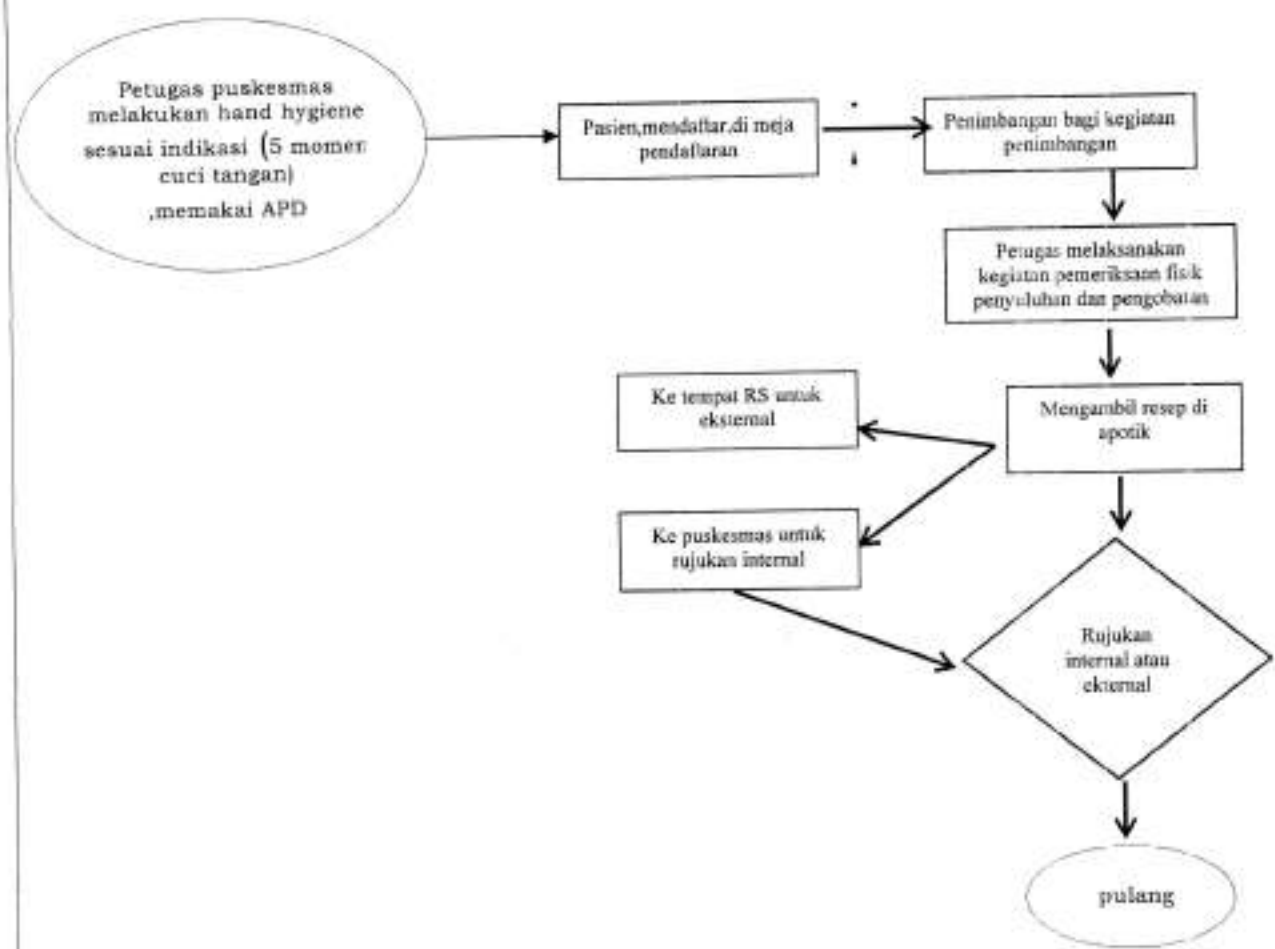 Petugas puskesmas
melakukan hand hygiene
sesuai indikasi (5 momen
cuci tangan)
,memakai APD
Pasien,mendaftar,di meja
pendaftaran
Penimbangan bagi kegiatan
penimbangan
Petugas melaksanakan
kegiatan pemeriksaan fisik
penyuluhan dan pengobatan
Mengambil resep di
apotik
Ke tempat RS untuk
eksternal
Ke puskesmas untuk
rujukan internal
Rujukan
internal atau
eksternal
pulang